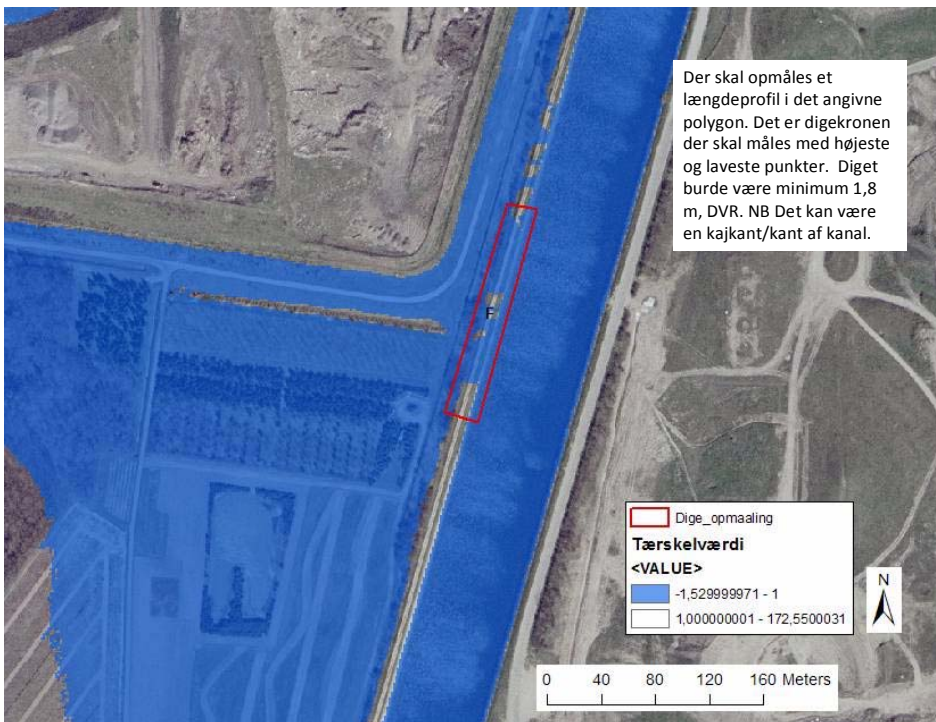 Der skal opmåles et
længdeprofil i det angivne
polygon. Det er digekronen
der skal måles med højeste
og laveste punkter. Diget
burde være minimum 1,8
m, DVR. NB Det kan være
en kajkant/kant af kanal.
F
Dige_opmaaling
Tærskelværdi
<VALUE>
-1,529999971 - 1
1,000000001 - 172,5500031
N
0 40 80 120 160 Meters